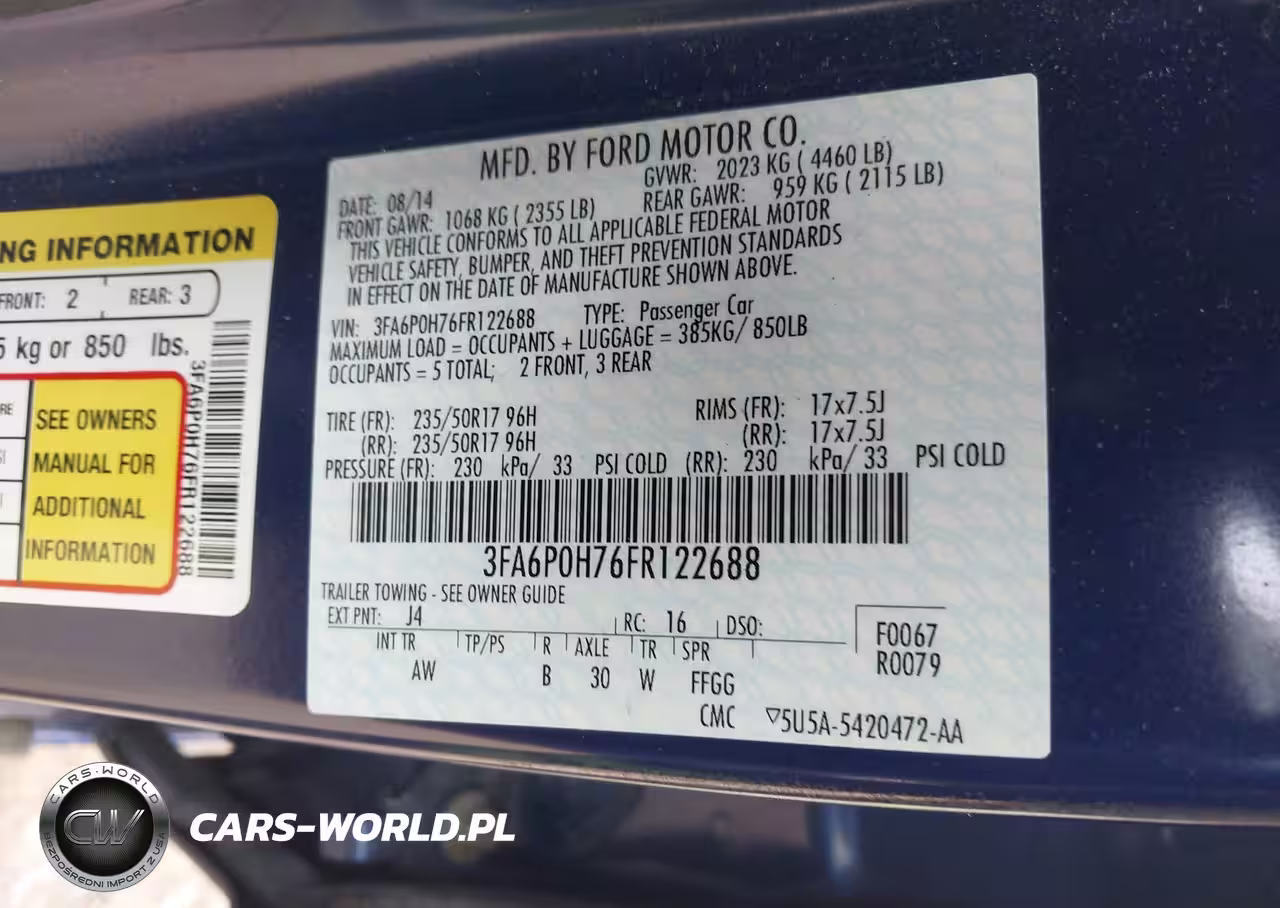 MFD. BY FORD MOTOR CO.
DATE: 08/14
GVWR: 2023 KG ( 4460 LB)
FRONT GAWR: 1068 KG ( 2355 LB)
REAR GAWR: 959 KG ( 2115 LB)
THIS VEHICLE CONFORMS TO ALL APPLICABLE FEDERAL MOTOR
VEHICLE SAFETY, BUMPER, AND THEFT PREVENTION STANDARDS
IN EFFECT ON THE DATE OF MANUFACTURE SHOWN ABOVE.
VIN: 3FA6P0H76FR122688 TYPE: Passenger Car
MAXIMUM LOAD = OCCUPANTS + LUGGAGE = 385KG/ 850LB
OCCUPANTS = 5 TOTAL; 2 FRONT, 3 REAR
TIRE (FR): 235/50R17 96H RIMS (FR): 17x7.5J
(RR): 235/50R17 96H (RR): 17x7.5J
PRESSURE (FR): 230 kPa/ 33 PSI COLD (RR): 230 kPa/ 33 PSI COLD
3FA6P0H76FR122688
TRAILER TOWING - SEE OWNER GUIDE
EXT PNT: J4 RC: 16 DSO:
INT TR TP/PS R AXLE TR SPR
AW B 30 W FFGG
F0067
R0079
CMC ▽5U5A-5420472-AA
NG INFORMATION
FRONT: 2 REAR: 3
5 kg or 850 lbs.
SEE OWNERS
MANUAL FOR
ADDITIONAL
INFORMATION
3FA6P0H76FR122688
CARS-WORLD
CW
BEZPOŚREDNI IMPORT Z USA
CARS-WORLD.PL